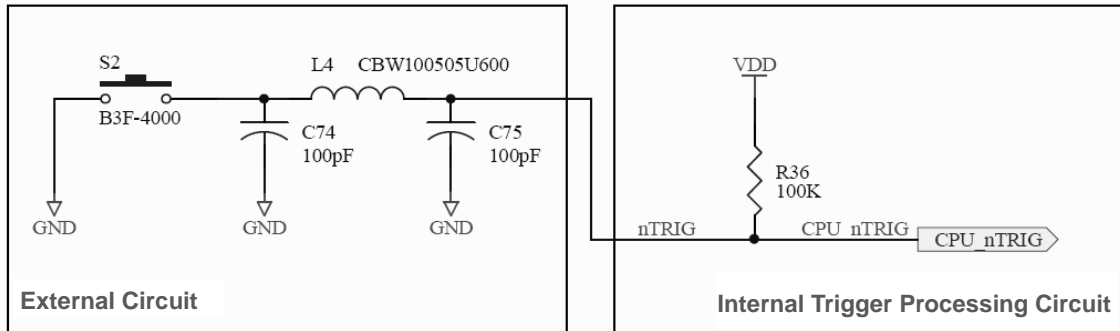 S2
B3F-4000
L4 CBW100505U600
C74
100pF
C75
100pF
GND
GND
GND
External Circuit
VDD
R36
100K
nTRIG
CPU_nTRIG
CPU_nTRIG
Internal Trigger Processing Circuit